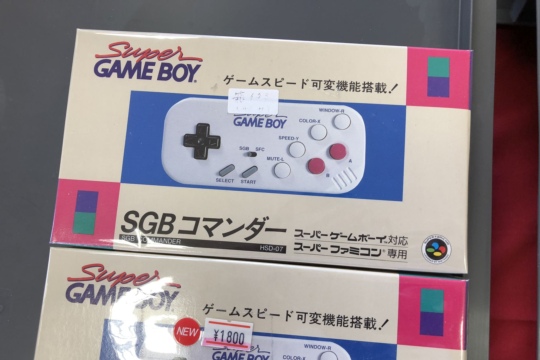 Super
GAME BOY
ゲームスピード可変機能搭載!
GAME BOY
WINDOW-R
COLOR-X
SPEED-Y
SGB SFC
MUTE-L
B
A
SELECT START
SGBコマンダー
SGB COMMANDER
HSD-07
スーパーゲームボーイ対応
スーパーファミコン専用
Super
GAME BOY
ゲームスピード可変機能搭載!
NEW
¥1800
WINDOW-R